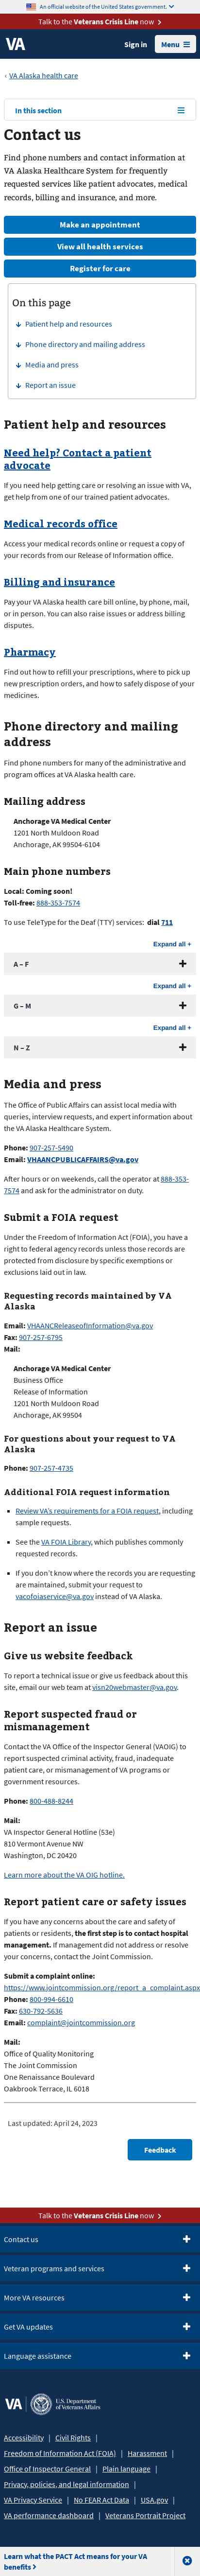 An official website of the United States government.
Talk to the Veterans Crisis Line now
VA
Sign in
Menu
VA Alaska health care
In this section
Contact us
Find phone numbers and contact information at
VA Alaska Healthcare System for frequently
requested services like patient advocates, medical
records, billing and insurance, and more.
Make an appointment
View all health services
Register for care
On this page
Patient help and resources
Phone directory and mailing address
Media and press
Report an issue
Patient help and resources
Need help? Contact a patient
advocate
If you need help getting care or resolving an issue with VA,
get help from one of our trained patient advocates.
Medical records office
Access your medical records online or request a copy of
your records from our Release of Information office.
Billing and insurance
Pay your VA Alaska health care bill online, by phone, mail,
or in person. You can also raise issues or address billing
disputes.
Pharmacy
Find out how to refill your prescriptions, where to pick up
new prescription orders, and how to safely dispose of your
medicines.
Phone directory and mailing
address
Find phone numbers for many of the administrative and
program offices at VA Alaska health care.
Mailing address
Anchorage VA Medical Center
1201 North Muldoon Road
Anchorage, AK 99504-6104
Main phone numbers
Local: Coming soon!
Toll-free: 888-353-7574
To use TeleType for the Deaf (TTY) services: dial 711
Expand all +
A – F
Expand all +
G – M
Expand all +
N – Z
Media and press
The Office of Public Affairs can assist local media with
queries, interview requests, and expert information about
the VA Alaska Healthcare System.
Phone: 907-257-5490
Email: VHAANCPUBLICAFFAIRS@va.gov
After hours or on weekends, call the operator at 888-353-
7574 and ask for the administrator on duty.
Submit a FOIA request
Under the Freedom of Information Act (FOIA), you have a
right to federal agency records unless those records are
protected from disclosure by specific exemptions or
exclusions laid out in law.
Requesting records maintained by VA
Alaska
Email: VHAANCReleaseofInformation@va.gov
Fax: 907-257-6795
Mail:
Anchorage VA Medical Center
Business Office
Release of Information
1201 North Muldoon Road
Anchorage, AK 99504
For questions about your request to VA
Alaska
Phone: 907-257-4735
Additional FOIA request information
Review VA's requirements for a FOIA request, including
sample requests.
See the VA FOIA Library, which publishes commonly
requested records.
If you don't know where the records you are requesting
are maintained, submit your request to
vacofoiaservice@va.gov instead of VA Alaska.
Report an issue
Give us website feedback
To report a technical issue or give us feedback about this
site, email our web team at visn20webmaster@va.gov.
Report suspected fraud or
mismanagement
Contact the VA Office of the Inspector General (VAOIG) to
report suspected criminal activity, fraud, inadequate
patient care, or mismanagement of VA programs or
resources.
Phone: 800-488-8244
Mail:
VA Inspector General Hotline (53e)
810 Vermont Avenue NW
Washington, DC 20420
Learn more about the VA OIG hotline.
Report patient care or safety issues
If you have any concerns about the care and safety of
patients or residents, the first step is to contact hospital
management. If management did not address or resolve
your concerns, contact the Joint Commission.
Submit a complaint online:
https://www.jointcommission.org/report_a_complaint.aspx
Phone: 800-994-6610
Fax: 630-792-5636
Email: complaint@jointcommission.org
Mail:
Office of Quality Monitoring
The Joint Commission
One Renaissance Boulevard
Oakbrook Terrace, IL 6018
Last updated: April 24, 2023
Feedback
Talk to the Veterans Crisis Line now
Contact us
Veteran programs and services
More VA resources
Get VA updates
Language assistance
VA
U.S. Department
of Veterans Affairs
Accessibility | Civil Rights |
Freedom of Information Act (FOIA) | Harassment |
Office of Inspector General | Plain language |
Privacy, policies, and legal information |
VA Privacy Service | No FEAR Act Data | USA.gov |
VA performance dashboard | Veterans Portrait Project
Learn what the PACT Act means for your VA
benefits